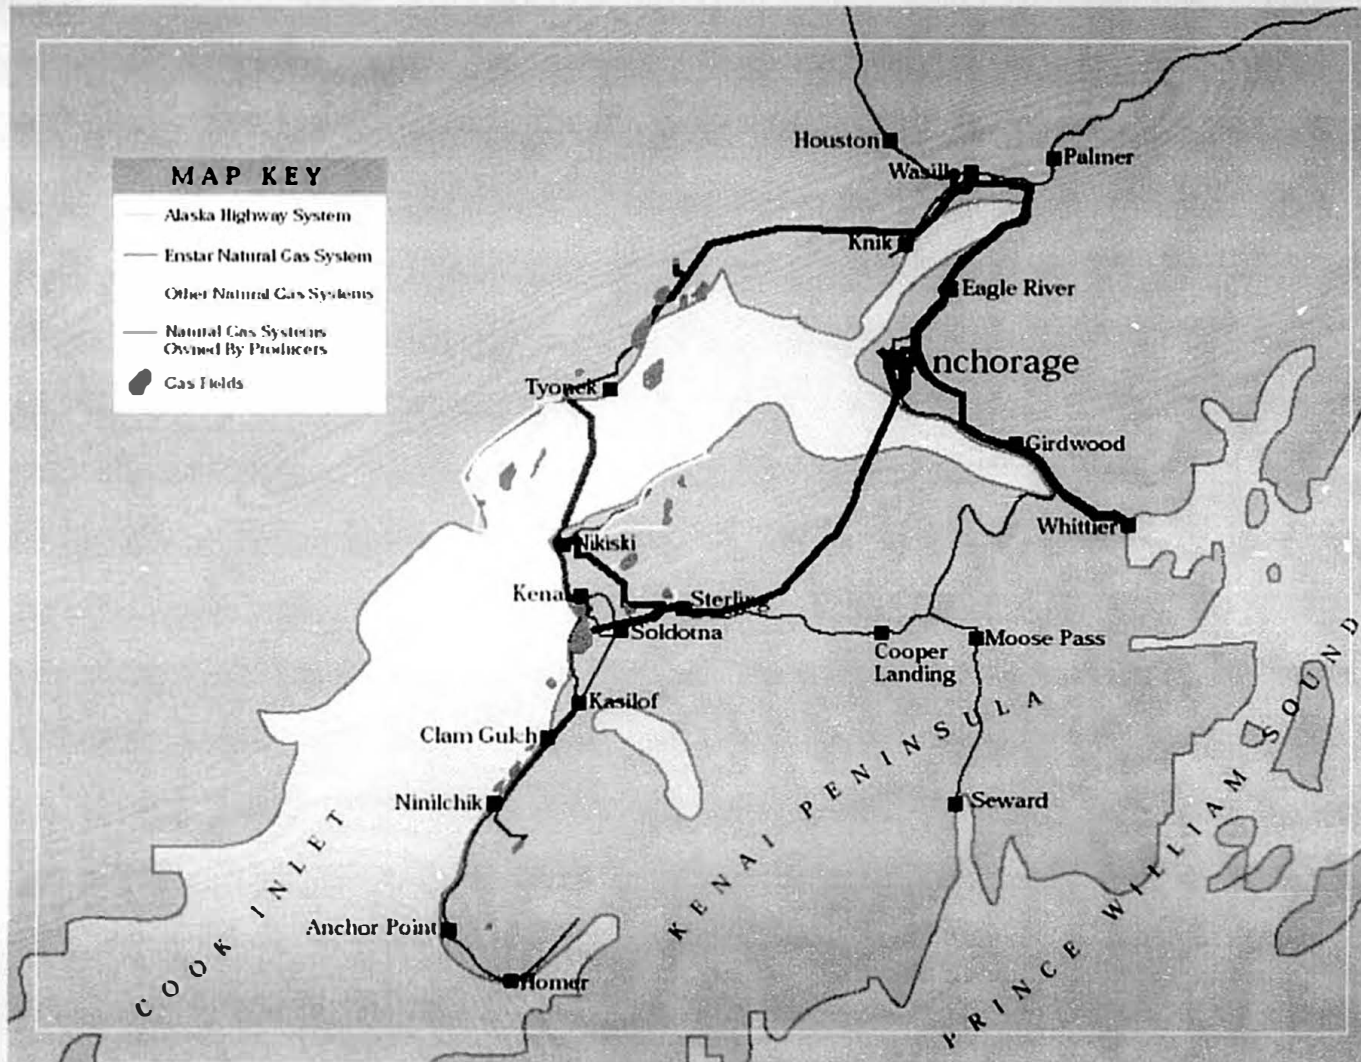 MAP KEY
Alaska Highway System
Enstar Natural Gas System
Other Natural Gas Systems
Natural Gas Systems
Owned By Producers
Gas Fields
Houston
Palmer
Wasilla
Knik
Eagle River
nchorage
Tyonek
Girdwood
Whittier
Nikiski
Kenai
Sterling
Soldotna
Cooper
Landing
Moose Pass
Kasilof
Clam Gulch
Ninilchik
Seward
Anchor Point
Homer
COOK INLET
KENAI PENINSULA
PRINCE WILLIAM SOUND